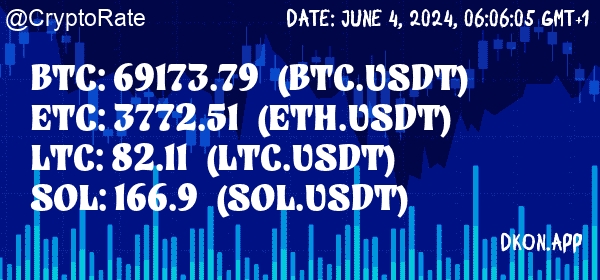 @CryptoRate
DATE: JUNE 4, 2024, 06:06:05 GMT+1
BTC: 69173.79 (BTC.USDT)
ETC: 3772.51 (ETH.USDT)
LTC: 82.11 (LTC.USDT)
SOL: 166.9 (SOL.USDT)
DKON.APP